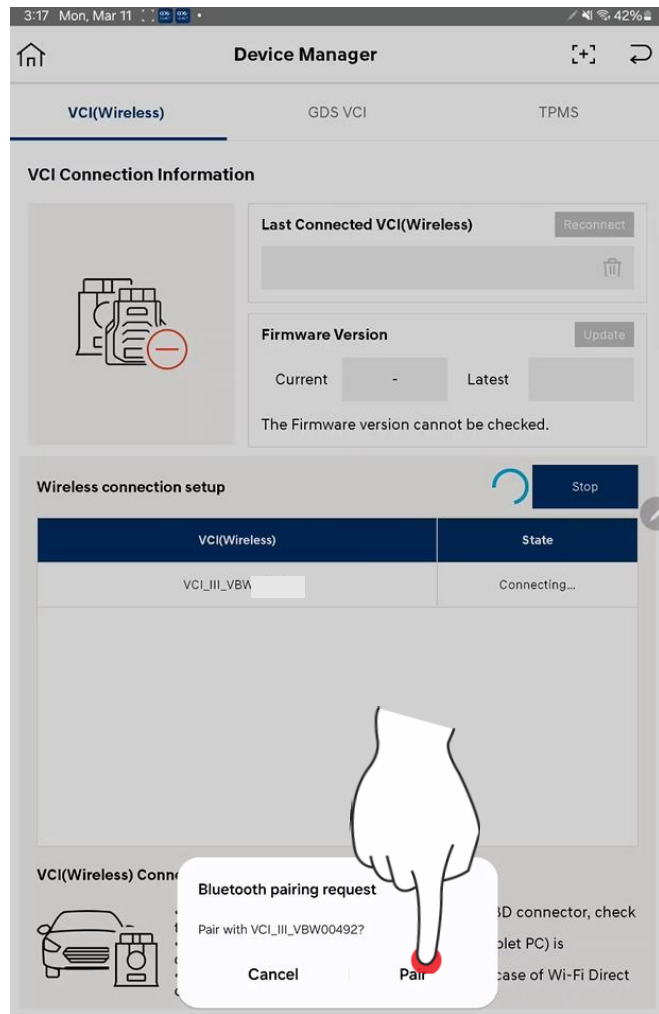 3:17 Mon, Mar 11
42%
Device Manager
VCI(Wireless)
GDS VCI
TPMS
VCI Connection Information
Last Connected VCI(Wireless)
Reconnect
Firmware Version
Update
Current
-
Latest
The Firmware version cannot be checked.
Wireless connection setup
Stop
VCI(Wireless)
State
VCI_III_VBW
Connecting...
VCI(Wireless) Conne
Bluetooth pairing request
Pair with VCI_III_VBW00492?
Cancel
Pair
connector, check
PC) is
case of Wi-Fi Direct